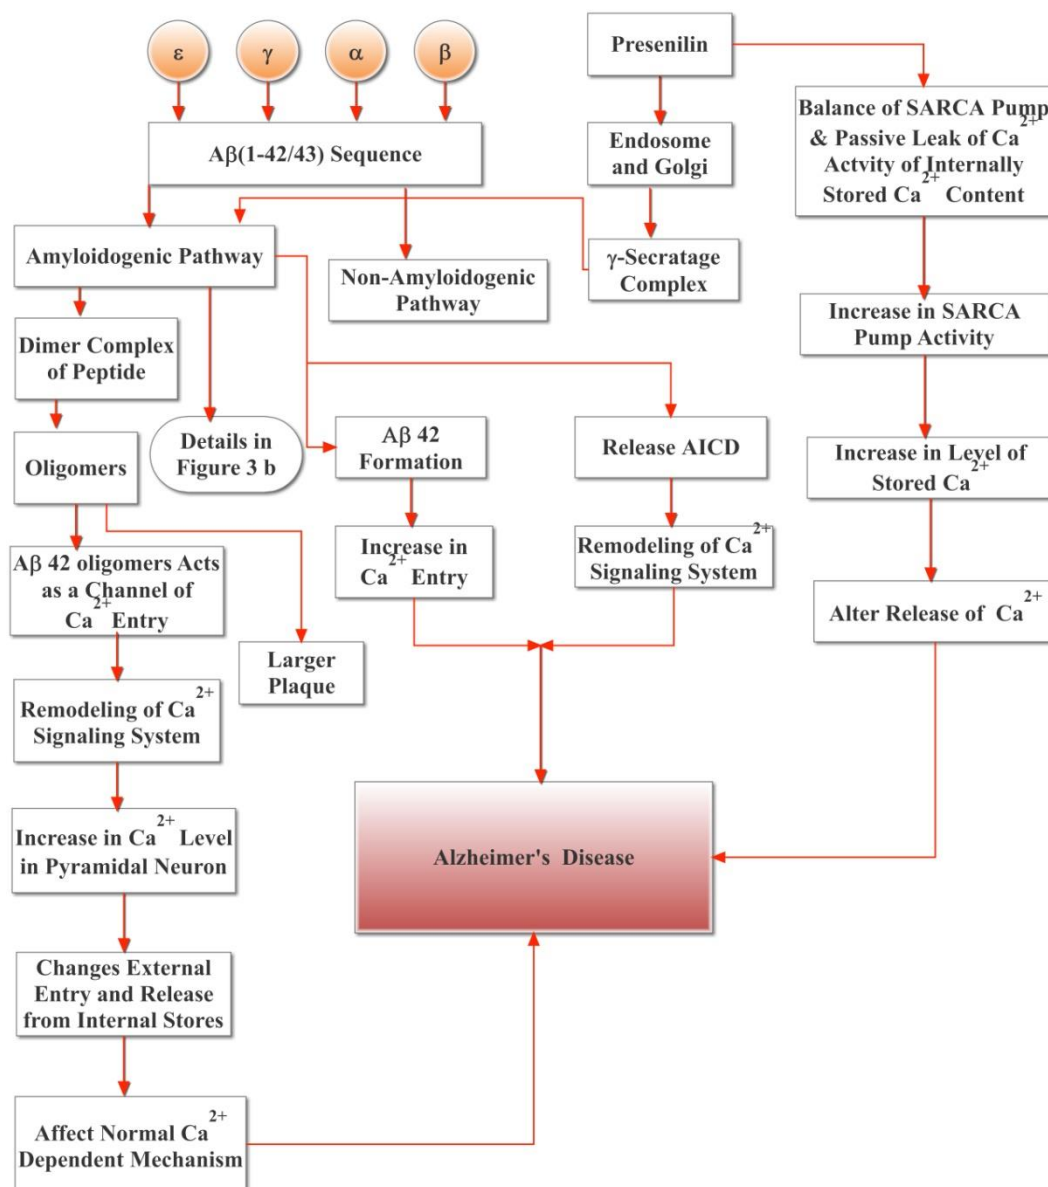 ε
γ
α
β
Aβ(1-42/43) Sequence
Presenilin
Endosome
and Golgi
γ-Secratage
Complex
Balance of SARCA Pump
& Passive Leak of Ca2+
Actvity of Internally
Stored Ca2+ Content
Amyloidogenic Pathway
Non-Amyloidogenic
Pathway
Increase in SARCA
Pump Activity
Dimer Complex
of Peptide
Details in
Figure 3 b
Aβ 42
Formation
Release AICD
Increase in Level of
Stored Ca2+
Oligomers
Increase in
Ca2+ Entry
Remodeling of Ca2+
Signaling System
Alter Release of Ca2+
Aβ 42 oligomers Acts
as a Channel of
Ca2+ Entry
Larger
Plaque
Remodeling of Ca2+
Signaling System
Increase in Ca2+ Level
in Pyramidal Neuron
Alzheimer's Disease
Changes External
Entry and Release
from Internal Stores
Affect Normal Ca2+
Dependent Mechanism